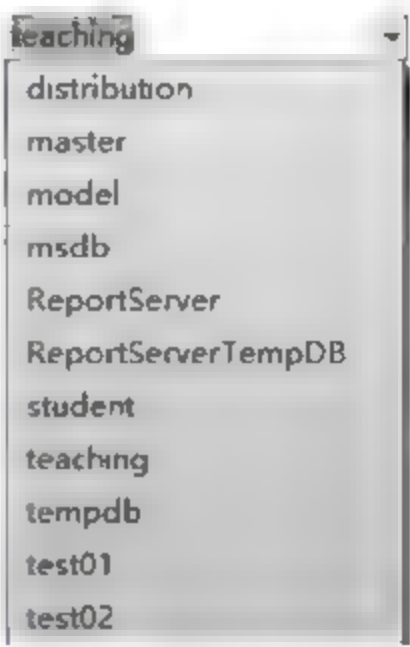 teaching
distribution
master
model
msdb
ReportServer
ReportServerTempDB
student
teaching
tempdb
test01
test02